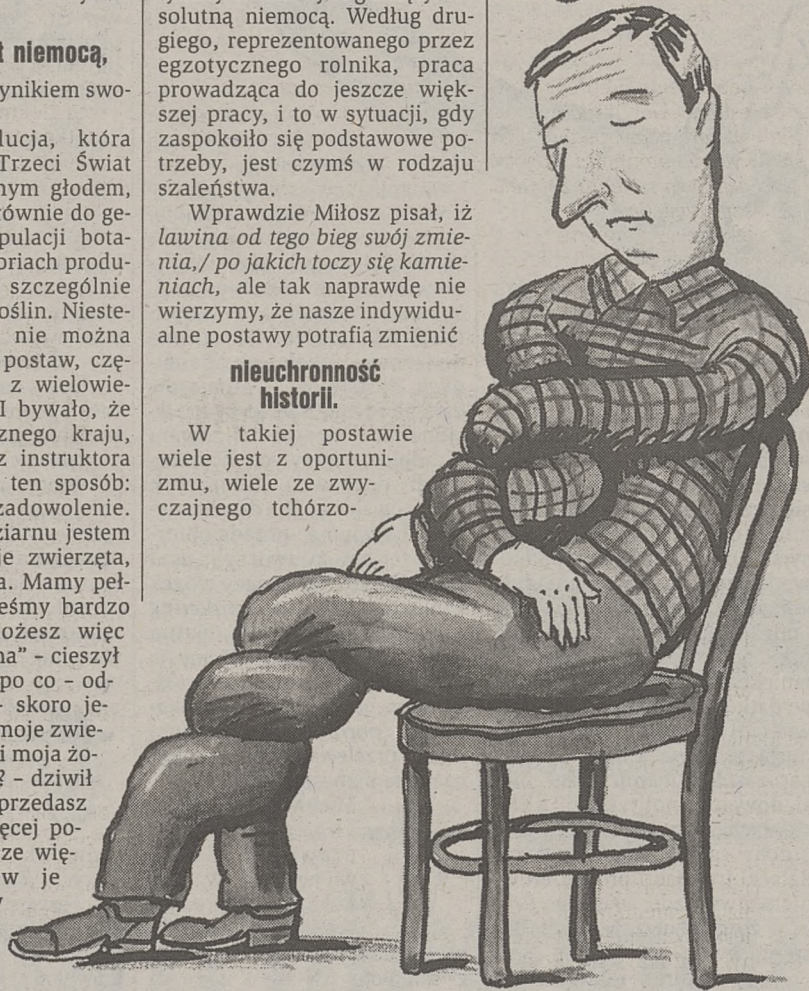 t niemocą,
ynikiem swo-
lucja, która
Trzeci Świat
nym głodem,
ównie do ge-
pulacji bota-
oriach produ-
szczególnie
oślin. Nieste-
nie można
postaw, czę-
z wielowie-
I bywało, że
znego kraju,
z instruktora
ten sposób:
zadowolenie.
ziarnu jestem
je zwierzęta,
a. Mamy peł-
eśmy bardzo
ożesz więc
na” – cieszył
po co – od-
– skoro je-
moje zwie-
i moja żo-
? – dziwił
przedasz
ęcej po-
ze wię-
w je
solutną niemocą. Według dru-
giego, reprezentowanego przez
egzotycznego rolnika, praca
prowadząca do jeszcze więk-
szej pracy, i to w sytuacji, gdy
zaspokoiło się podstawowe po-
trzeby, jest czymś w rodzaju
szaleństwa.
Wprawdzie Miłosz pisał, iż
lawina od tego bieg swój zmie-
nia,/ po jakich toczy się kamie-
niach, ale tak naprawdę nie
wierzymy, że nasze indywidu-
alne postawy potrafią zmienić
nieuchronność
historii.
W takiej postawie
wiele jest z oportuni-
zmu, wiele ze zwy-
czajnego tchórzo-